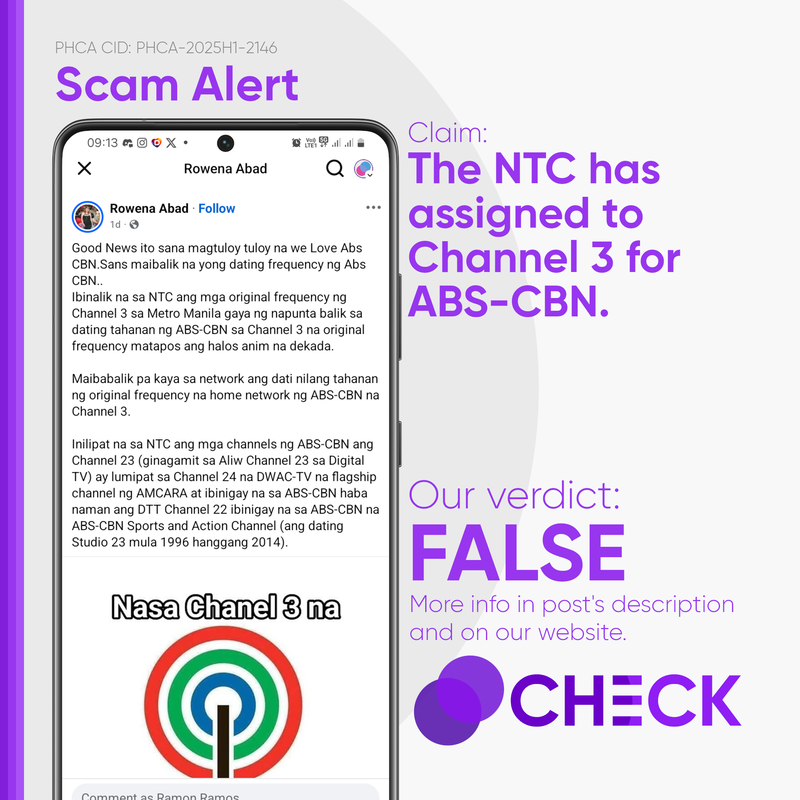 PHCA CID: PHCA-2025H1-2146
Scam Alert
09:13
Rowena Abad
Rowena Abad · Follow
1d ·
Good News ito sana magtuloy tuloy na we Love Abs
CBN.Sans maibalik na yong dating frequency ng Abs
CBN..
Ibinalik na sa NTC ang mga original frequency ng
Channel 3 sa Metro Manila gaya ng napunta balik sa
dating tahanan ng ABS-CBN sa Channel 3 na original
frequency matapos ang halos anim na dekada.
Maibabalik pa kaya sa network ang dati nilang tahanan
ng original frequency na home network ng ABS-CBN na
Channel 3.
Inilipat na sa NTC ang mga channels ng ABS-CBN ang
Channel 23 (ginagamit sa Aliw Channel 23 sa Digital
TV) ay lumipat sa Channel 24 na DWAC-TV na flagship
channel ng AMCARA at ibinigay na sa ABS-CBN haba
naman ang DTT Channel 22 ibinigay na sa ABS-CBN na
ABS-CBN Sports and Action Channel (ang dating
Studio 23 mula 1996 hanggang 2014).
Nasa Chanel 3 na
Comment as Ramon Ramos
Claim:
The NTC has
assigned to
Channel 3 for
ABS-CBN.
Our verdict:
FALSE
More info in post's description
and on our website.
CHECK